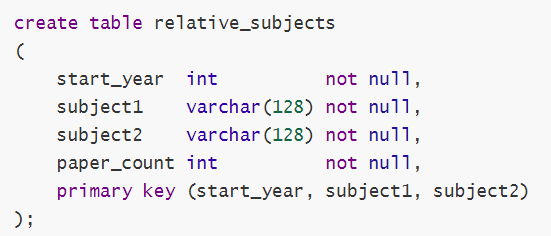 create table relative_subjects
(
    start_year  int           not null,
    subject1    varchar(128) not null,
    subject2    varchar(128) not null,
    paper_count int           not null,
    primary key (start_year, subject1, subject2)
);